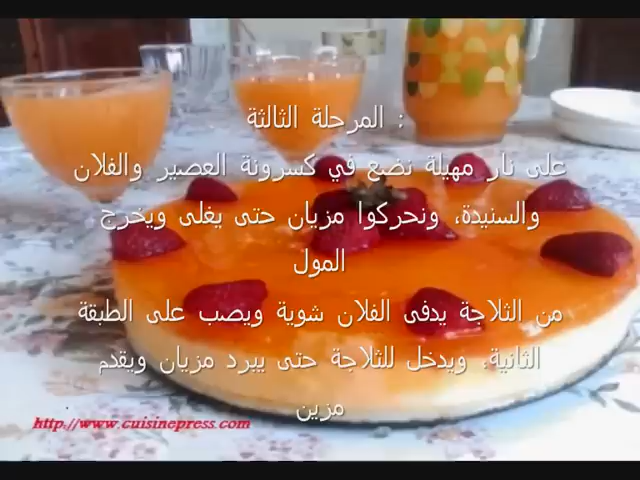 المرحلة الثالثة :
على نار مهيلة نضع في كسرونة العصير والفلان
والسنيدة، ونحركوا مزيان حتى يغلى ويخرج
المول
من الثلاجة يدفى الفلان شوية ويصب على الطبقة
الثانية، ويدخل للثلاجة حتى يبرد مزيان ويقدم
مزين
http://www.cuisinepress.com